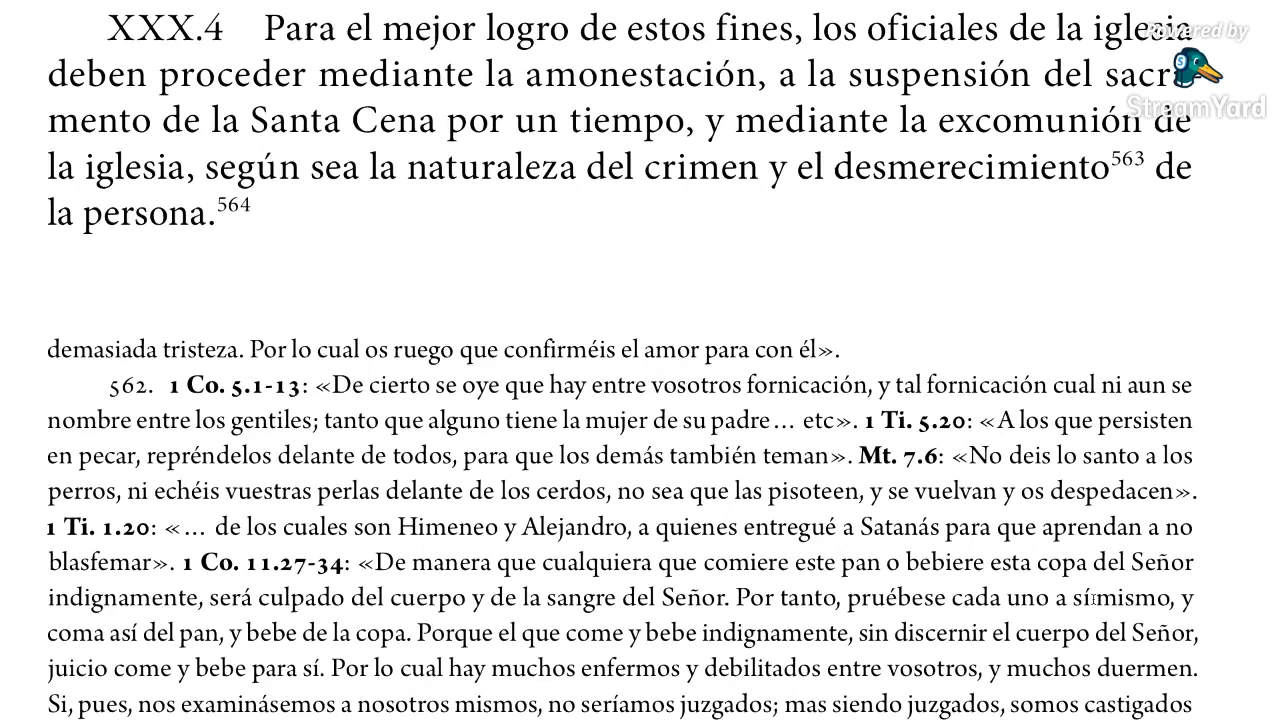 XXX.4 Para el mejor logro de estos fines, los oficiales de la iglesia
deben proceder mediante la amonestación, a la suspensión del sacra
mento de la Santa Cena por un tiempo, y mediante la excomunión de
la iglesia, según sea la naturaleza del crimen y el desmerecimiento563 de
la persona.564
Powered by
StreamYard
demasiada tristeza. Por lo cual os ruego que confirméis el amor para con él».
562. 1 Co. 5.1-13: «De cierto se oye que hay entre vosotros fornicación, y tal fornicación cual ni aun se
nombre entre los gentiles; tanto que alguno tiene la mujer de su padre... etc». 1 Ti. 5.20: «A los que persisten
en pecar, repréndelos delante de todos, para que los demás también teman». Mt. 7.6: «No deis lo santo a los
perros, ni echéis vuestras perlas delante de los cerdos, no sea que las pisoteen, y se vuelvan y os despedacen».
1 Ti. 1.20: «... de los cuales son Himeneo y Alejandro, a quienes entregué a Satanás para que aprendan a no
blasfemar». 1 Co. 11.27-34: «De manera que cualquiera que comiere este pan o bebiere esta copa del Señor
indignamente, será culpado del cuerpo y de la sangre del Señor. Por tanto, pruébese cada uno a sí mismo, y
coma así del pan, y bebe de la copa. Porque el que come y bebe indignamente, sin discernir el cuerpo del Señor,
juicio come y bebe para sí. Por lo cual hay muchos enfermos y debilitados entre vosotros, y muchos duermen.
Si, pues, nos examinásemos a nosotros mismos, no seríamos juzgados; mas siendo juzgados, somos castigados